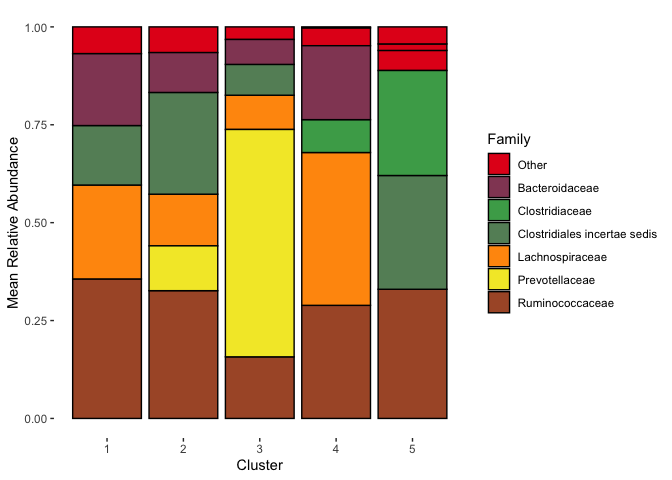 1.00
0.75
0.50
0.25
0.00
Mean Relative Abundance
1 2 3 4 5
Cluster
Family
Other
Bacteroidaceae
Clostridiaceae
Clostridiales incertae sedis
Lachnospiraceae
Prevotellaceae
Ruminococcaceae